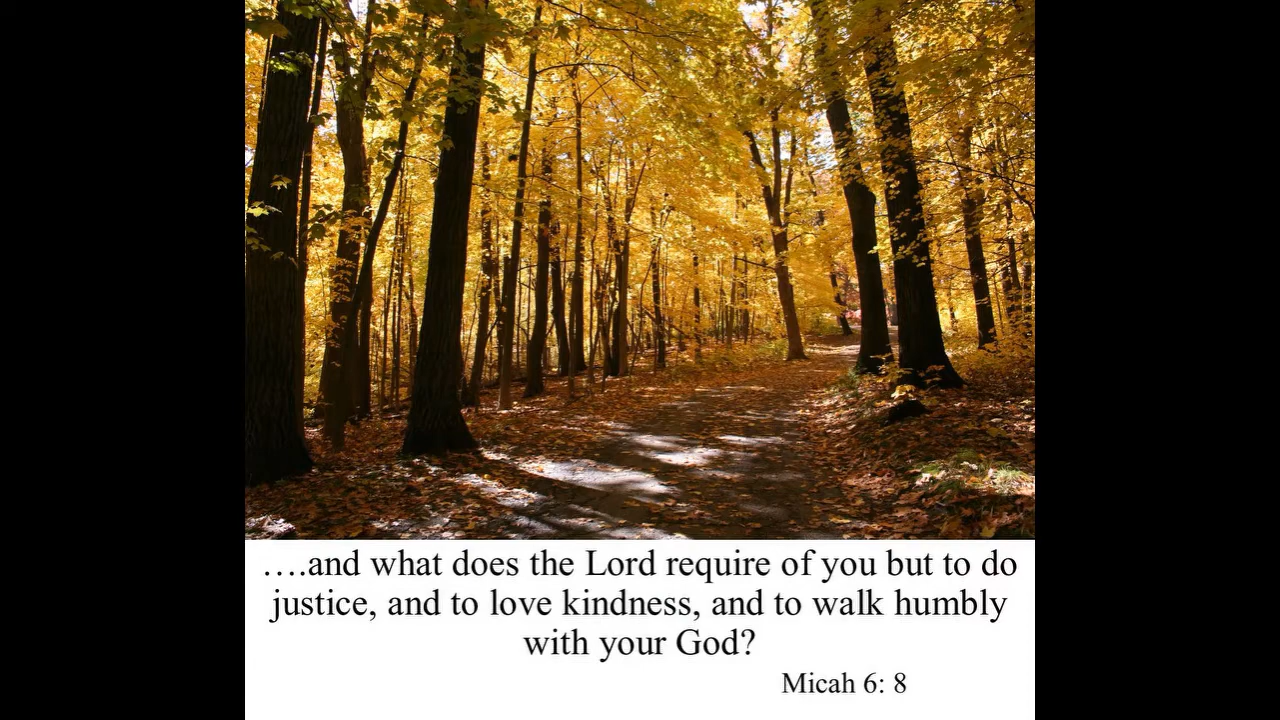 ….and what does the Lord require of you but to do
justice, and to love kindness, and to walk humbly
with your God?
Micah 6: 8